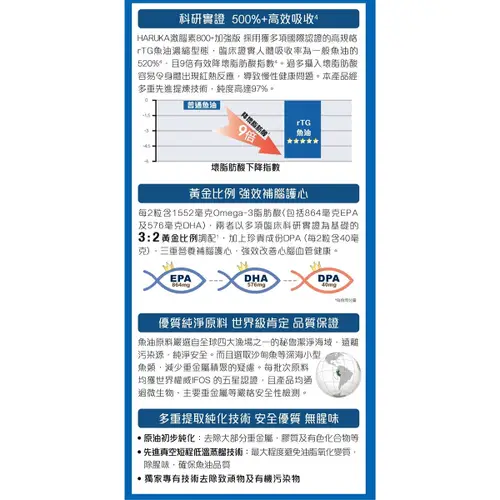 科研實證 500%+高效吸收⁴
HARUKA激腦素800+加強版 採用獲多項國際認證的高規格
rTG魚油濃縮型態，臨床證實人體吸收率為一般魚油的
520%⁴，且9倍有效降壞脂肪酸指數⁴。過多攝入壞脂肪酸
容易令身體出現紅熱反應，導致慢性健康問題。本產品經
多重先進提煉技術，純度高達97%。
0
-1.5
-3
-4.5
-6
普通魚油
降壞脂肪酸
9倍
rTG
魚油
★★★★★
壞脂肪酸下降指數
黃金比例 強效補腦護心
每2粒含1552毫克Omega-3脂肪酸(包括864毫克EPA
及576毫克DHA)，兩者以多項臨床科研實證為基礎的
3:2黃金比例調配¹，加上珍貴成份DPA (每2粒含40毫
克)，三重營養補腦護心，強效改善心腦血管健康。
EPA
864mg
DHA
576mg
DPA
40mg
優質純淨原料 世界級肯定 品質保證
魚油原料嚴選自全球四大漁場之一的秘魯潔淨海域，遠離
污染源，純淨安全。而且選取沙甸魚等深海小型
魚類，減少重金屬積聚的疑慮。每批次原料
均獲世界權威IFOS 的五星認證，且產品均通
過微生物、主要重金屬等嚴格安全性檢測。
多重提取純化技術 安全優質 無腥味
• 原油初步純化：去除大部分重金屬、膠質及有色化合物等
• 先進真空短程低溫蒸餾技術：最大程度避免油脂氧化變質，
除腥味，確保魚油品質
• 獨家專有技術去除致頑物及有機污染物